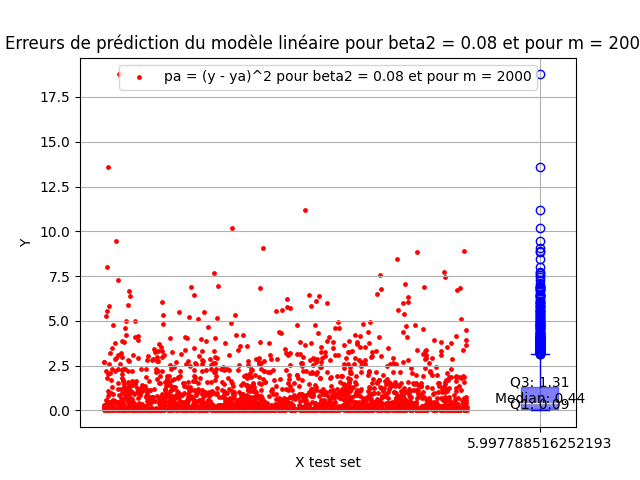 Erreurs de prédiction du modèle linéaire pour beta2 = 0.08 et pour m = 200
pa = (y - ya)^2 pour beta2 = 0.08 et pour m = 2000
17.5
15.0
12.5
10.0
7.5
5.0
2.5
0.0
Y
Q3: 1.31
Median: 0.44
Q1: 0.09
5.997788516252193
X test set